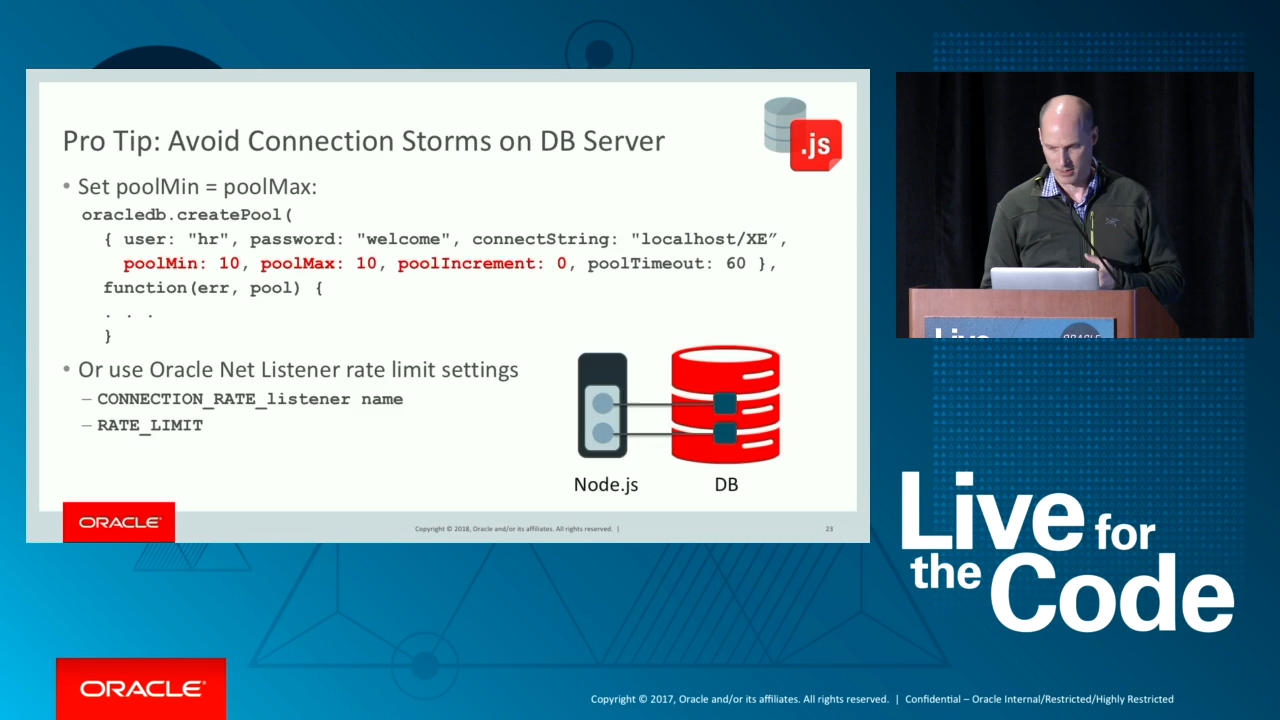 Pro Tip: Avoid Connection Storms on DB Server
.js
• Set poolMin = poolMax:
oracledb.createPool(
{ user: "hr", password: "welcome", connectString: "localhost/XE”,
poolMin: 10, poolMax: 10, poolIncrement: 0, poolTimeout: 60 },
function(err, pool) {
. . .
}
• Or use Oracle Net Listener rate limit settings
– CONNECTION_RATE_listener name
– RATE_LIMIT
Node.js
DB
ORACLE®
Copyright © 2018, Oracle and/or its affiliates. All rights reserved. |
23
Live
ORACLE
Live for
the Code
ORACLE®
Copyright © 2017, Oracle and/or its affiliates. All rights reserved. | Confidential – Oracle Internal/Restricted/Highly Restricted